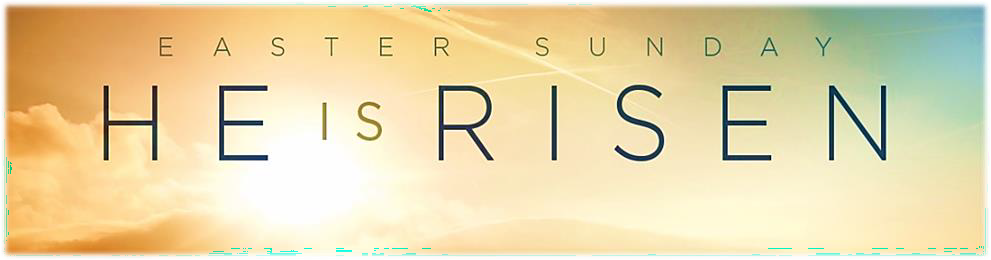 EASTER SUNDAY
HE IS RISEN